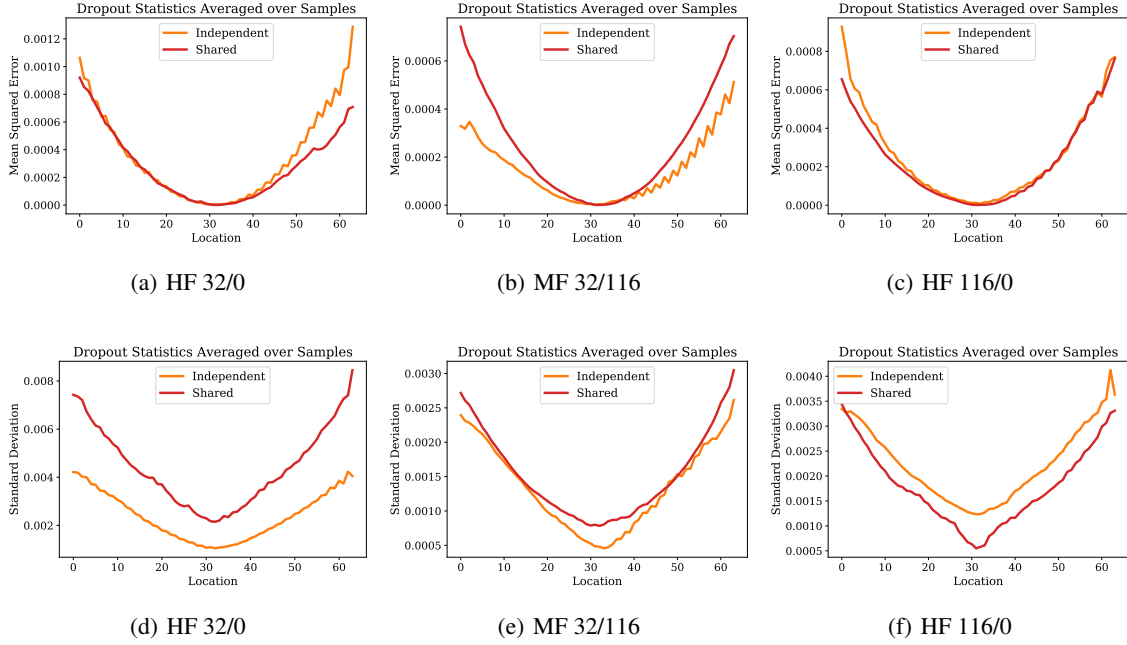 Dropout Statistics Averaged over Samples
Mean Squared Error
0.0012
0.0010
0.0008
0.0006
0.0004
0.0002
0.0000
Independent
Shared
0 10 20 30 40 50 60
Location
(a) HF 32/0
Dropout Statistics Averaged over Samples
Mean Squared Error
0.0006
0.0004
0.0002
0.0000
Independent
Shared
0 10 20 30 40 50 60
Location
(b) MF 32/116
Dropout Statistics Averaged over Samples
Mean Squared Error
0.0008
0.0006
0.0004
0.0002
0.0000
Independent
Shared
0 10 20 30 40 50 60
Location
(c) HF 116/0
Dropout Statistics Averaged over Samples
Standard Deviation
0.008
0.006
0.004
0.002
Independent
Shared
0 10 20 30 40 50 60
Location
(d) HF 32/0
Dropout Statistics Averaged over Samples
Standard Deviation
0.0030
0.0025
0.0020
0.0015
0.0010
0.0005
Independent
Shared
0 10 20 30 40 50 60
Location
(e) MF 32/116
Dropout Statistics Averaged over Samples
Standard Deviation
0.0040
0.0035
0.0030
0.0025
0.0020
0.0015
0.0010
0.0005
Independent
Shared
0 10 20 30 40 50 60
Location
(f) HF 116/0